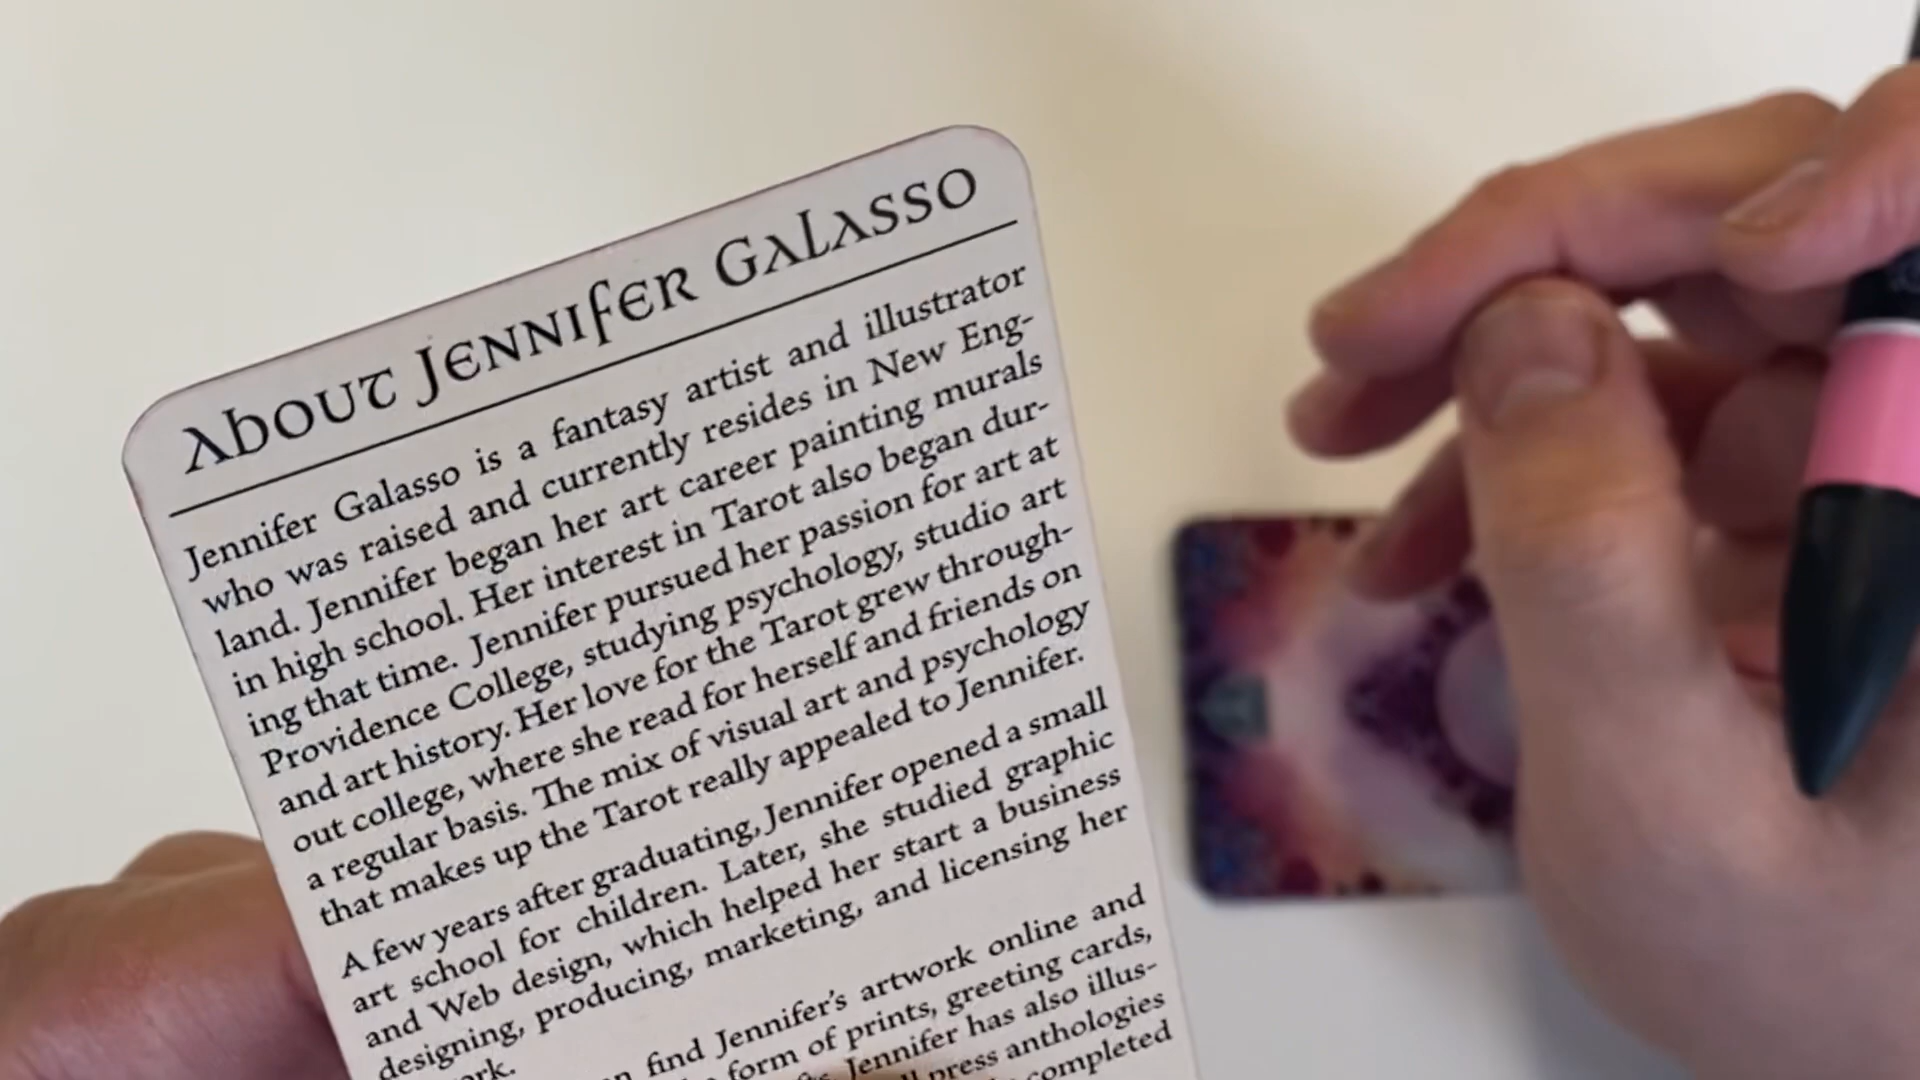 About Jennifer Galasso
Jennifer Galasso is a fantasy artist and illustrator
who was raised and currently resides in New Eng-
land. Jennifer began her art career painting murals
in high school. Her interest in Tarot also began dur-
ing that time. Jennifer pursued her passion for art at
Providence College, studying psychology, studio art
and art history. Her love for the Tarot grew through-
out college, where she read for herself and friends on
a regular basis. The mix of visual art and psychology
that makes up the Tarot really appealed to Jennifer.
A few years after graduating, Jennifer opened a small
art school for children. Later, she studied graphic
and Web design, which helped her start a business
designing, producing, marketing, and licensing her
find Jennifer's artwork online and
form of prints, greeting cards,
Jennifer has also illus-
press anthologies
completed